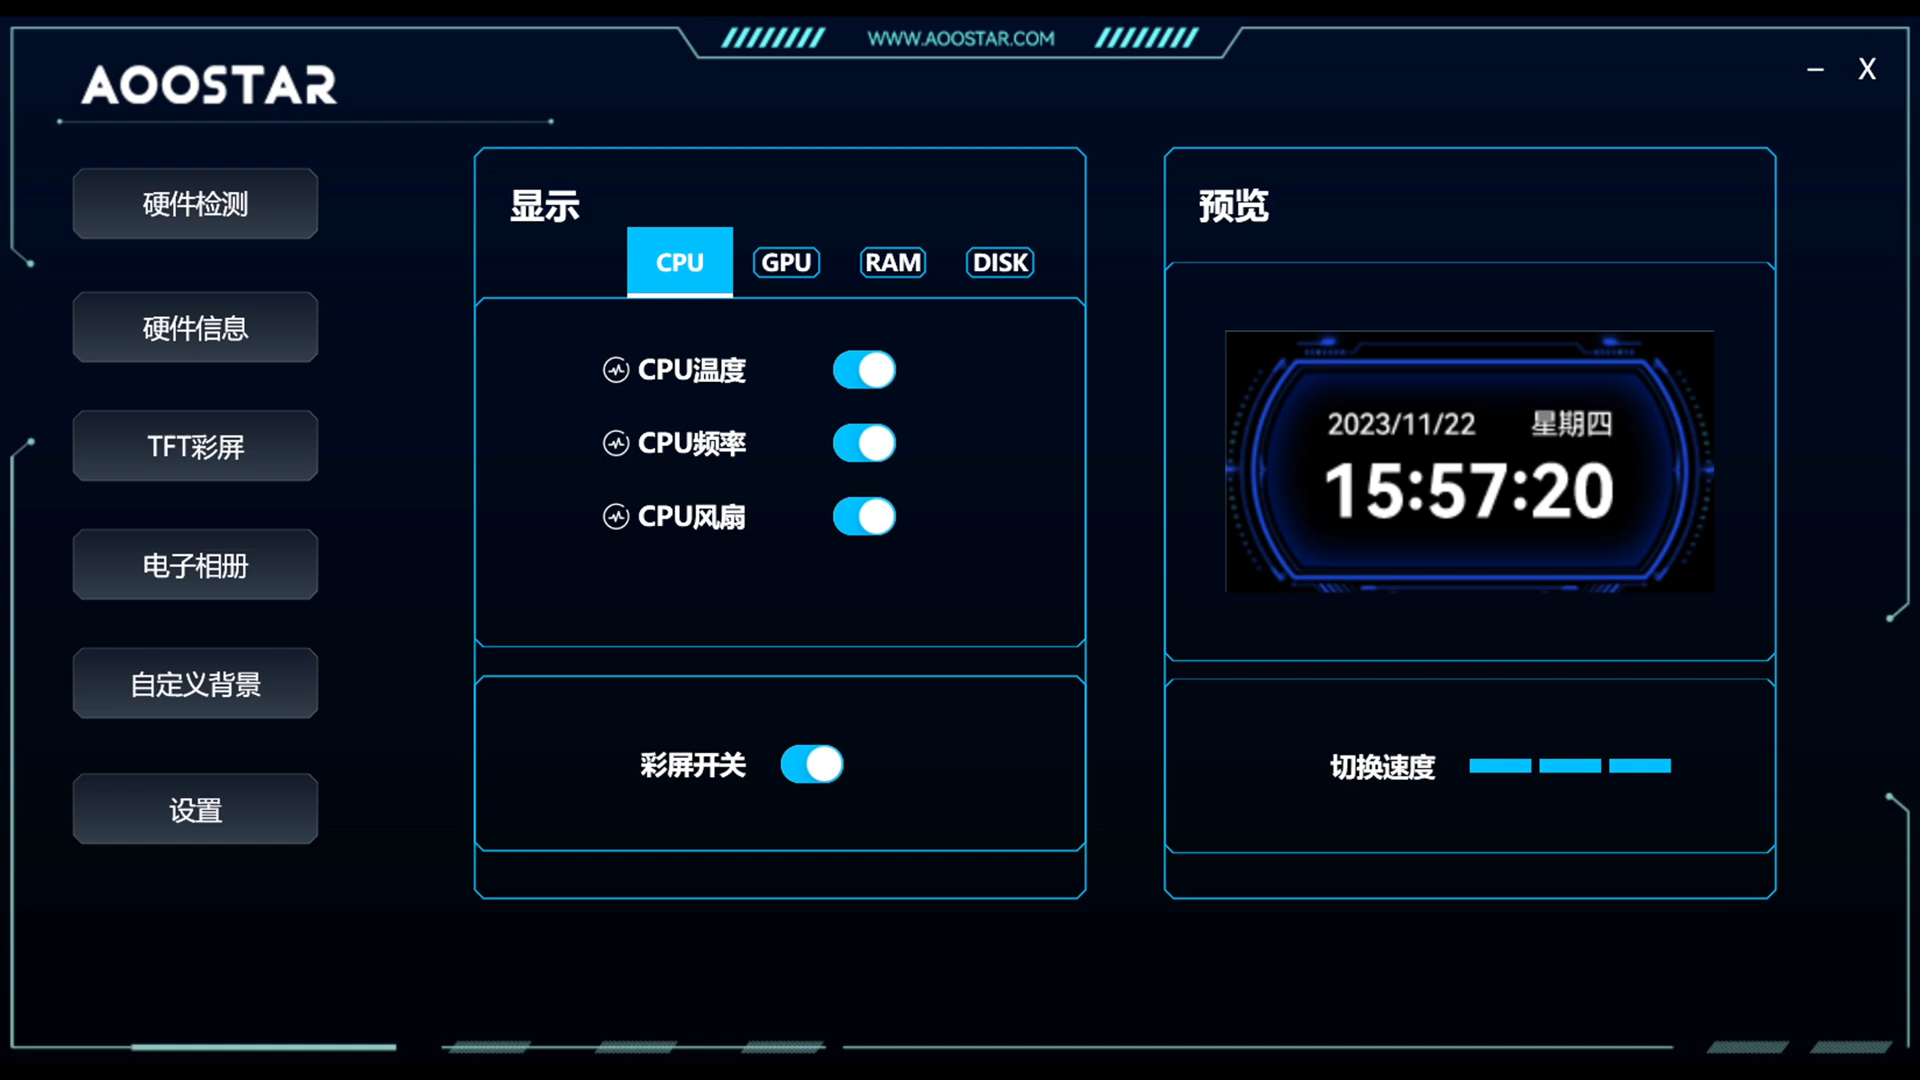 WWW.AOOSTAR.COM
– X
AOOSTAR
硬件检测
硬件信息
TFT彩屏
电子相册
自定义背景
设置
显示
CPU GPU RAM DISK
CPU温度
CPU频率
CPU风扇
彩屏开关
预览
2023/11/22 星期四
15:57:20
切换速度